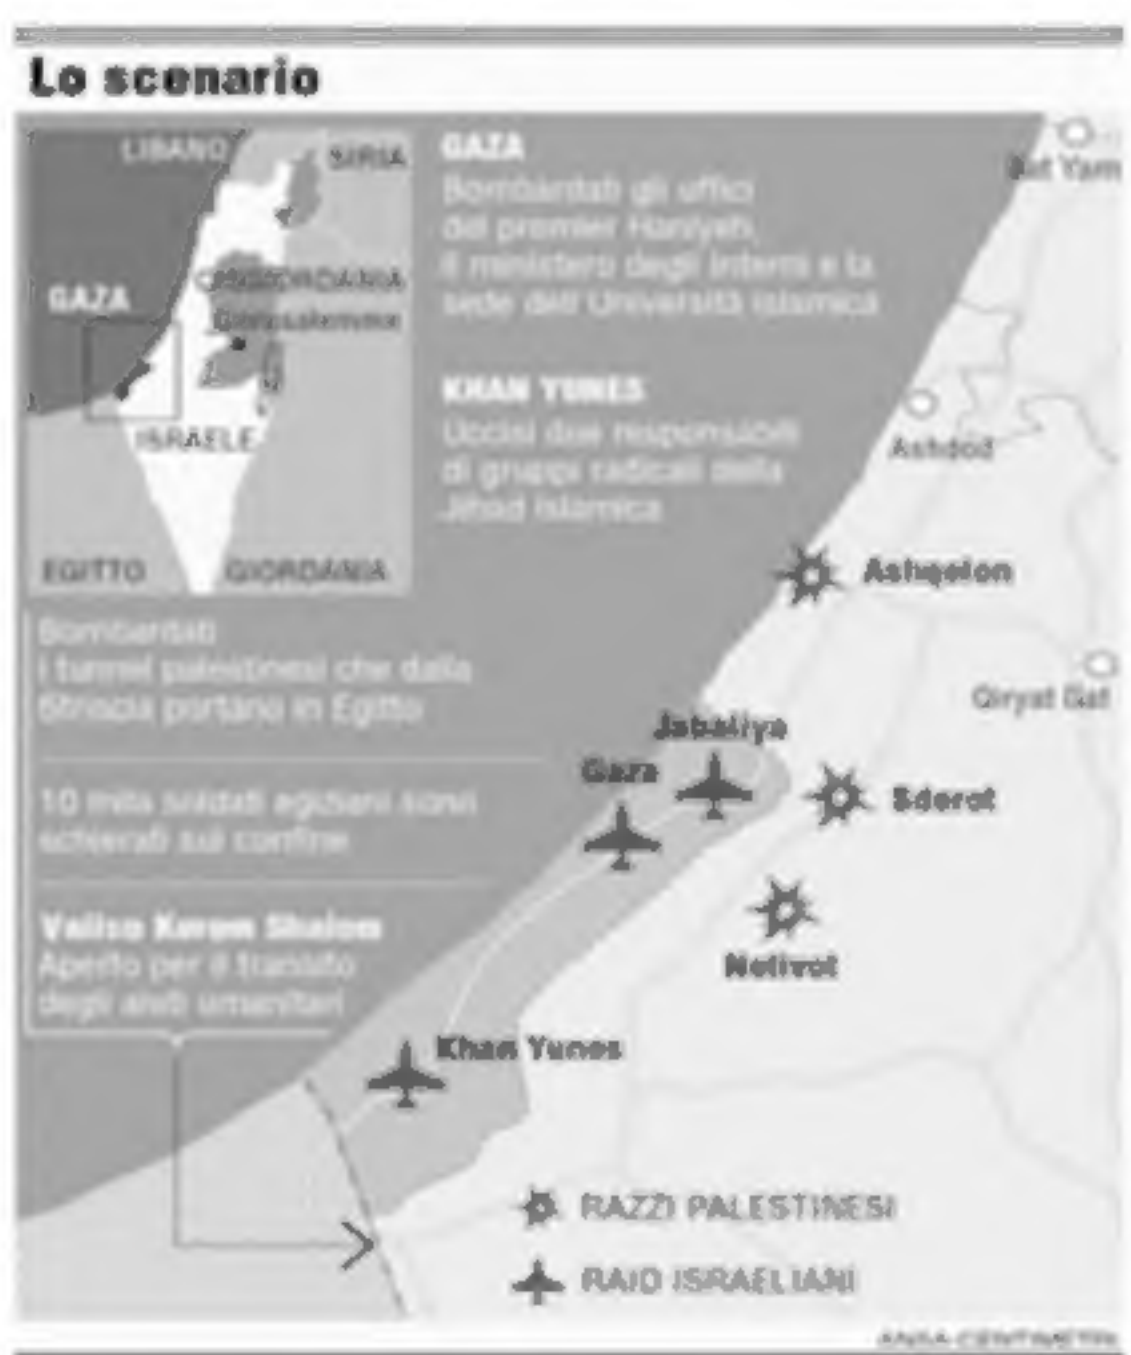 Lo scenario
LIBANO
SIRIA
CISGIORDANIA
Gerusalemme
GAZA
ISRAELE
EGITTO
GIORDANIA
GAZA
Bombardati gli uffici
del premier Haniyeh,
il ministero degli Interni e la
sede dell'Università islamica
KHAN YUNES
Uccisi due responsabili
di gruppi radicali della
Jihad islamica
Bat Yam
Ashdod
Ashqelon
Qiryat Gat
Bombardati
i tunnel palestinesi che dalla
Striscia portano in Egitto
10 mila soldati egiziani sono
schierati sul confine
Valico Kerem Shalom
Aperto per il transito
degli aiuti umanitari
Jabaliya
Gaza
Sderot
Netivot
Khan Yunes
RAZZI PALESTINESI
RAID ISRAELIANI
ANSA-CENTIMETRI